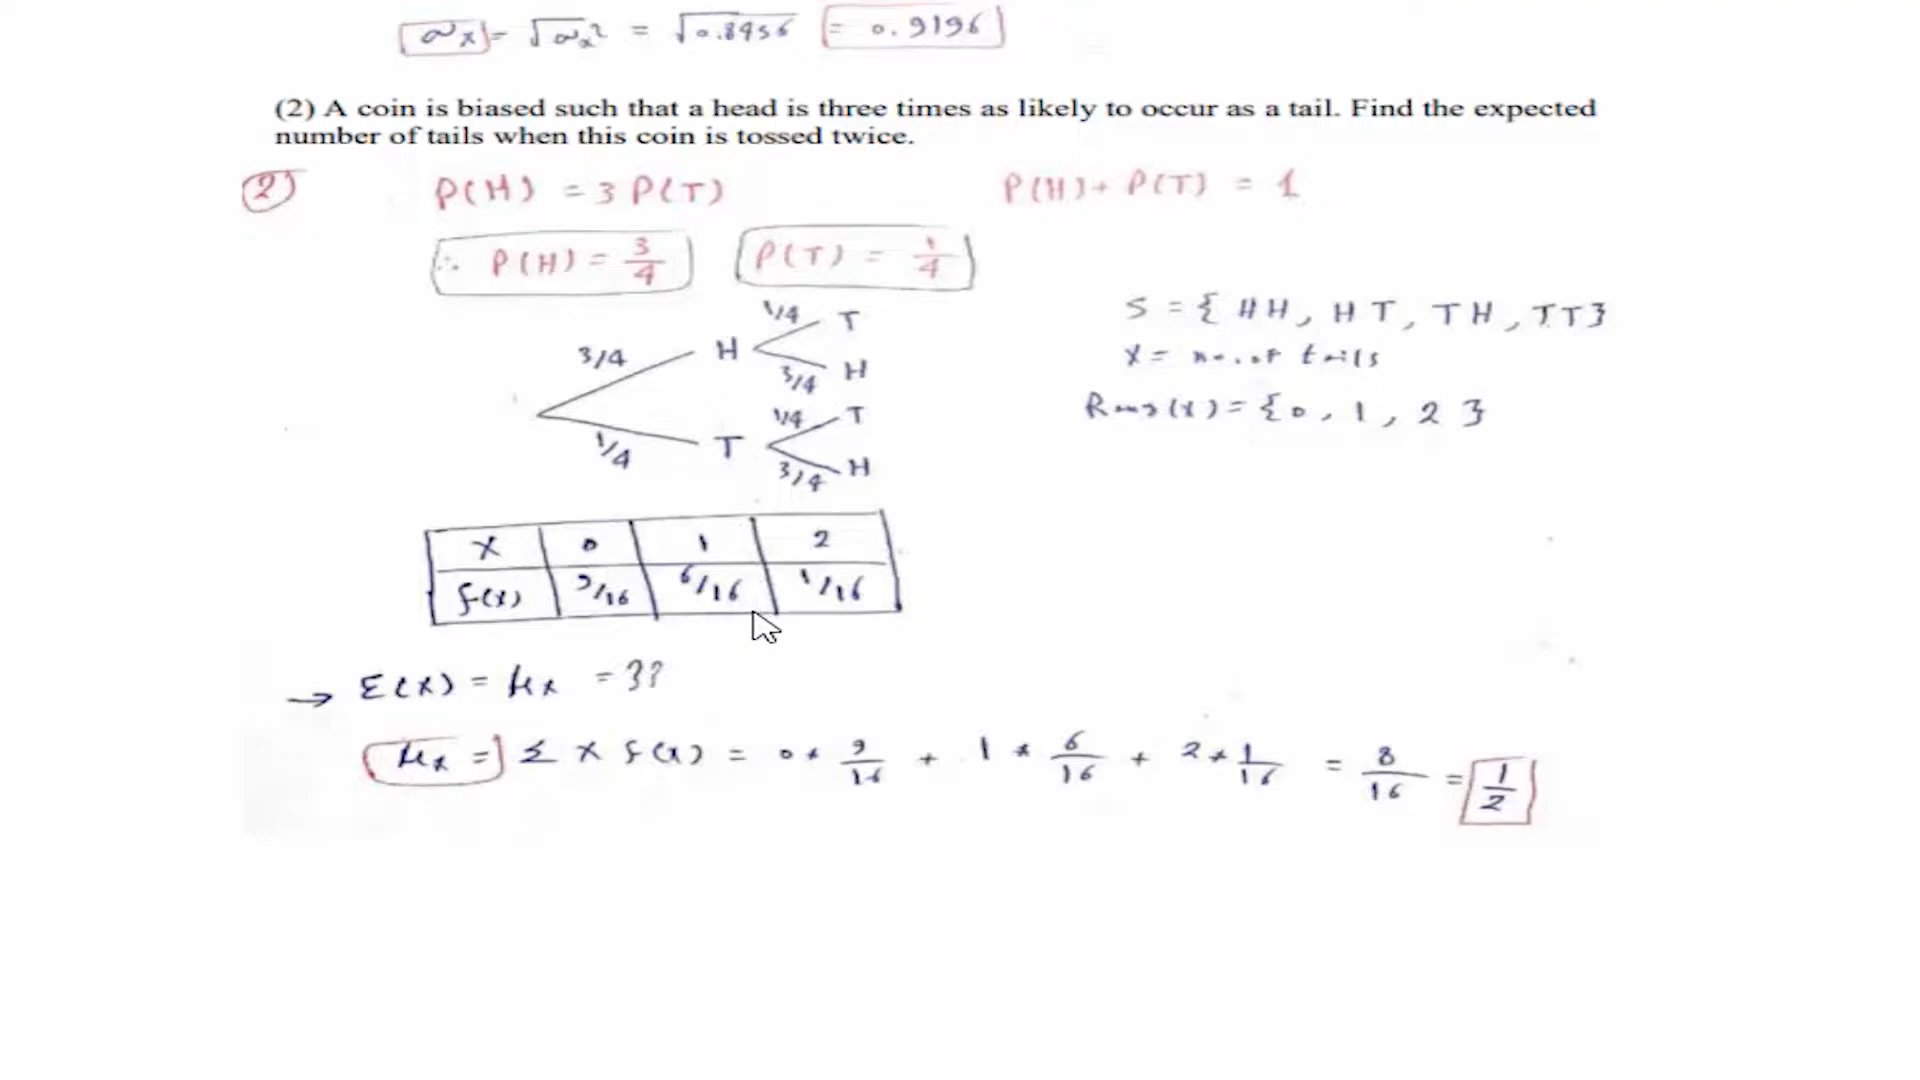 σx = √σx² = √0.8456 = 0.9196
(2) A coin is biased such that a head is three times as likely to occur as a tail. Find the expected
number of tails when this coin is tossed twice.
2 P(H) = 3 P(T) P(H) + P(T) = 1
∴ P(H) = 3/4 P(T) = 1/4
S = {HH, HT, TH, TT}
X = no. of tails
Rang(X) = {0, 1, 2}
1/4 T
3/4 H
3/4 H
1/4 T
1/4 T
3/4 H
X 0 1 2
f(x) 9/16 6/16 1/16
→ E(X) = μx = ??
μx = Σ x f(x) = 0 * 9/16 + 1 * 6/16 + 2 * 1/16 = 8/16 = 1/2